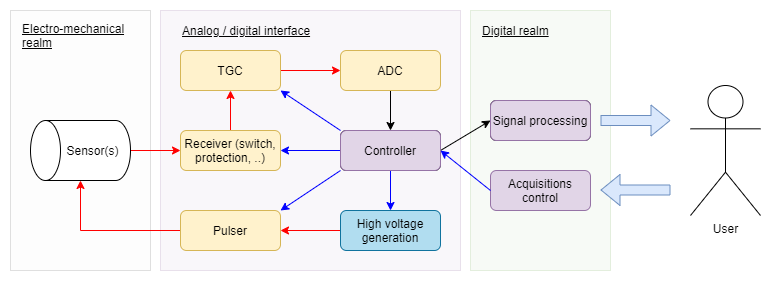 Electro-mechanical
realm
Analog / digital interface
Digital realm
TGC
ADC
Signal processing
Sensor(s)
Receiver (switch,
protection, ..)
Controller
Acquisitions
control
Pulser
High voltage
generation
User